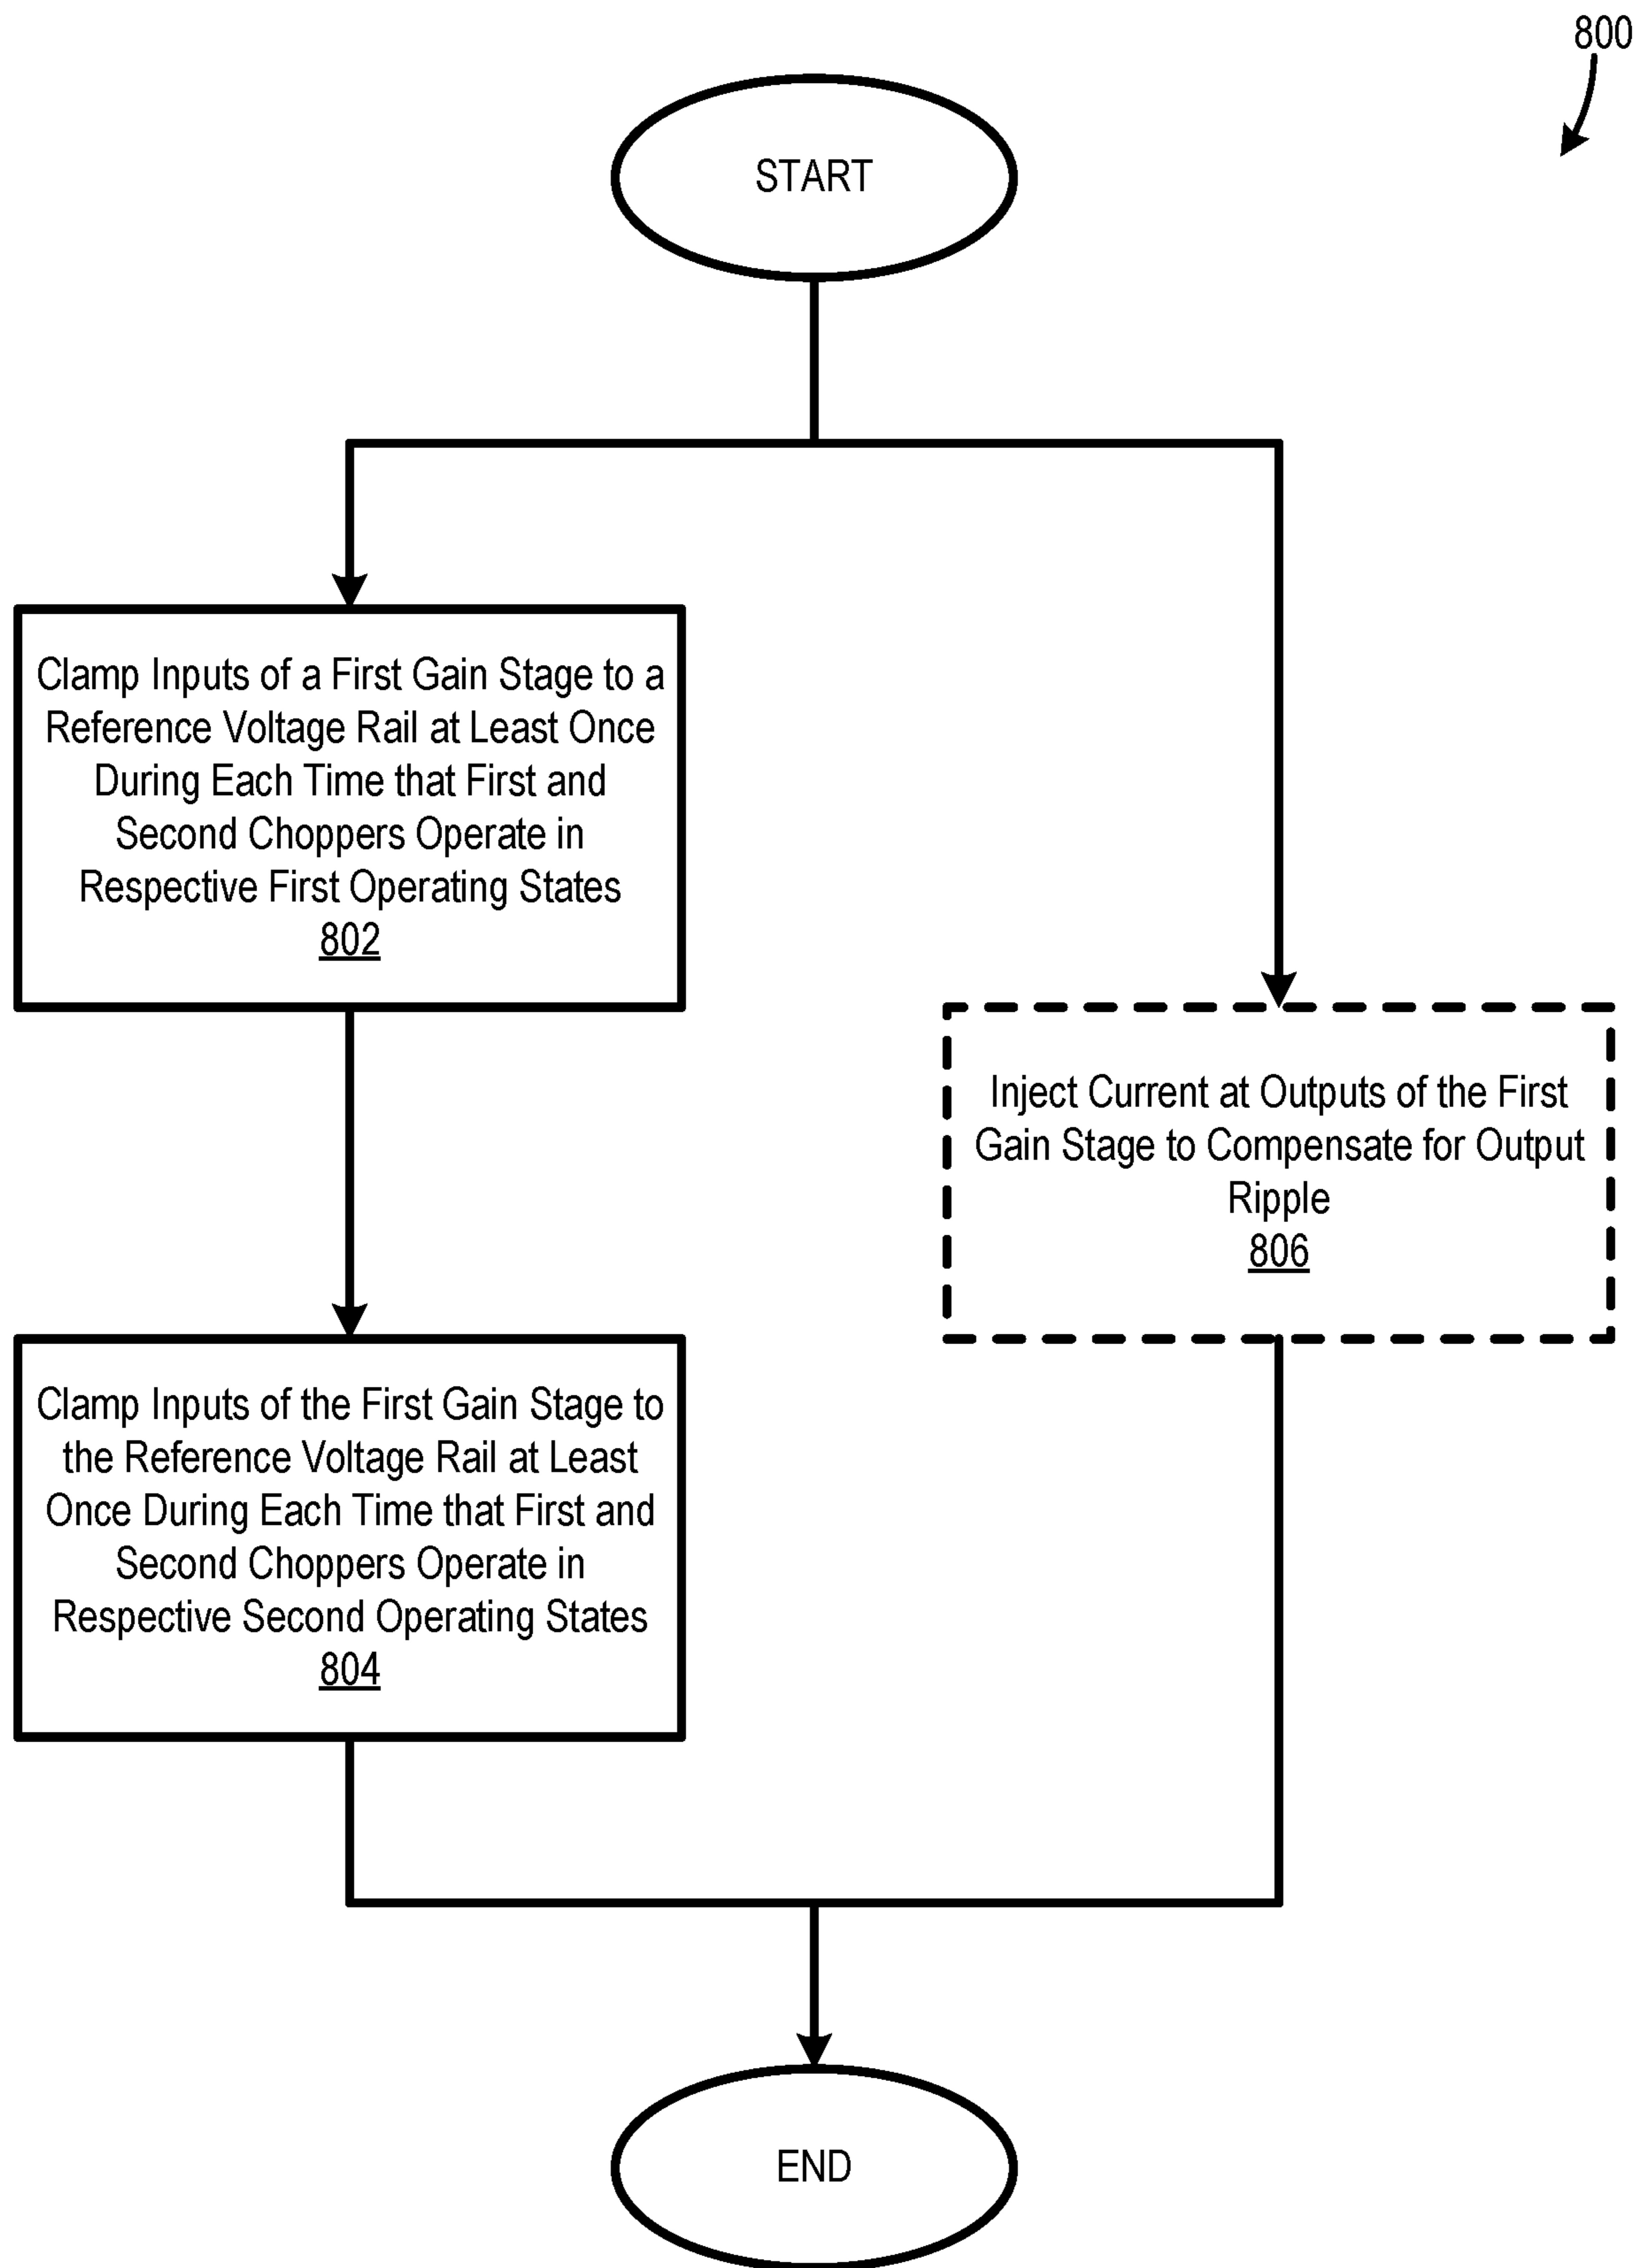 800
START
Clamp Inputs of a First Gain Stage to a
Reference Voltage Rail at Least Once
During Each Time that First and
Second Choppers Operate in
Respective First Operating States
802
Inject Current at Outputs of the First
Gain Stage to Compensate for Output
Ripple
806
Clamp Inputs of the First Gain Stage to
the Reference Voltage Rail at Least
Once During Each Time that First and
Second Choppers Operate in
Respective Second Operating States
804
END